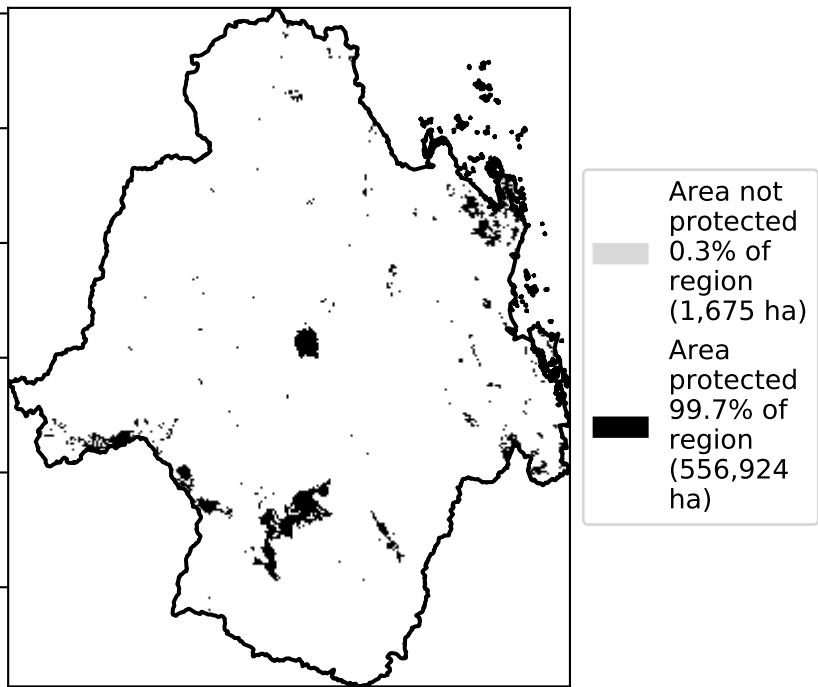 Area not
protected
0.3% of
region
(1,675 ha)
Area
protected
99.7% of
region
(556,924
ha)